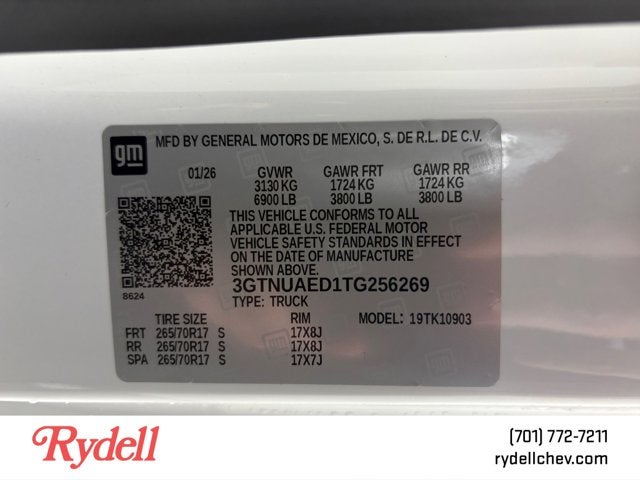 gm
MFD BY GENERAL MOTORS DE MEXICO, S. DE R.L. DE C.V.
01/26 GVWR GAWR FRT GAWR RR
3130 KG 1724 KG 1724 KG
6900 LB 3800 LB 3800 LB
THIS VEHICLE CONFORMS TO ALL
APPLICABLE U.S. FEDERAL MOTOR
VEHICLE SAFETY STANDARDS IN EFFECT
ON THE DATE OF MANUFACTURE
SHOWN ABOVE.
8624
3GTNUAED1TG256269
TYPE: TRUCK
TIRE SIZE RIM MODEL: 19TK10903
FRT 265/70R17 S 17X8J
RR 265/70R17 S 17X8J
SPA 265/70R17 S 17X7J
Rydell
(701) 772-7211
rydellchev.com